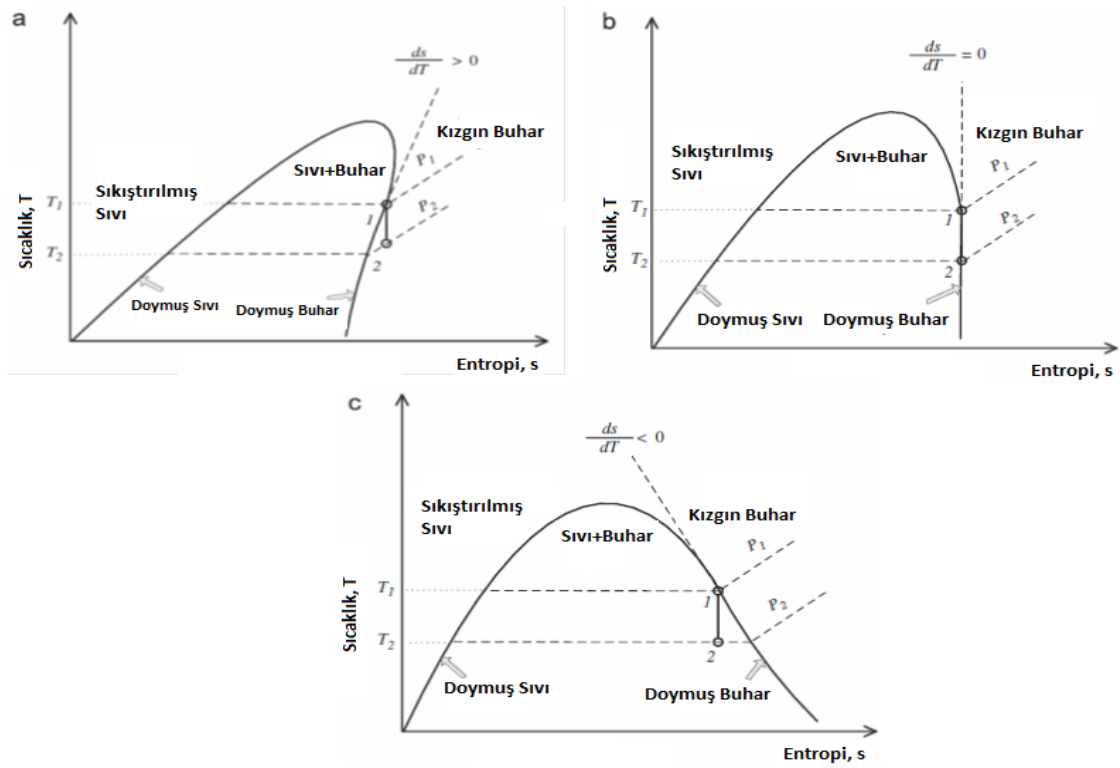 a
ds
dT
> 0
Kızgın Buhar
Sıvı+Buhar
P₁
Sıkıştırılmış
Sıvı
Sıcaklık, T
T₁
1
P₂
T₂
2
Doymuş Sıvı
Doymuş Buhar
Entropi, s
b
ds
dT
= 0
Kızgın Buhar
Sıkıştırılmış
Sıvı
Sıvı+Buhar
P₁
Sıcaklık, T
T₁
1
P₂
T₂
2
Doymuş Sıvı
Doymuş Buhar
Entropi, s
c
ds
dT
< 0
Sıkıştırılmış
Sıvı
Kızgın Buhar
Sıvı+Buhar
P₁
Sıcaklık, T
T₁
1
P₂
T₂
2
Doymuş Sıvı
Doymuş Buhar
Entropi, s